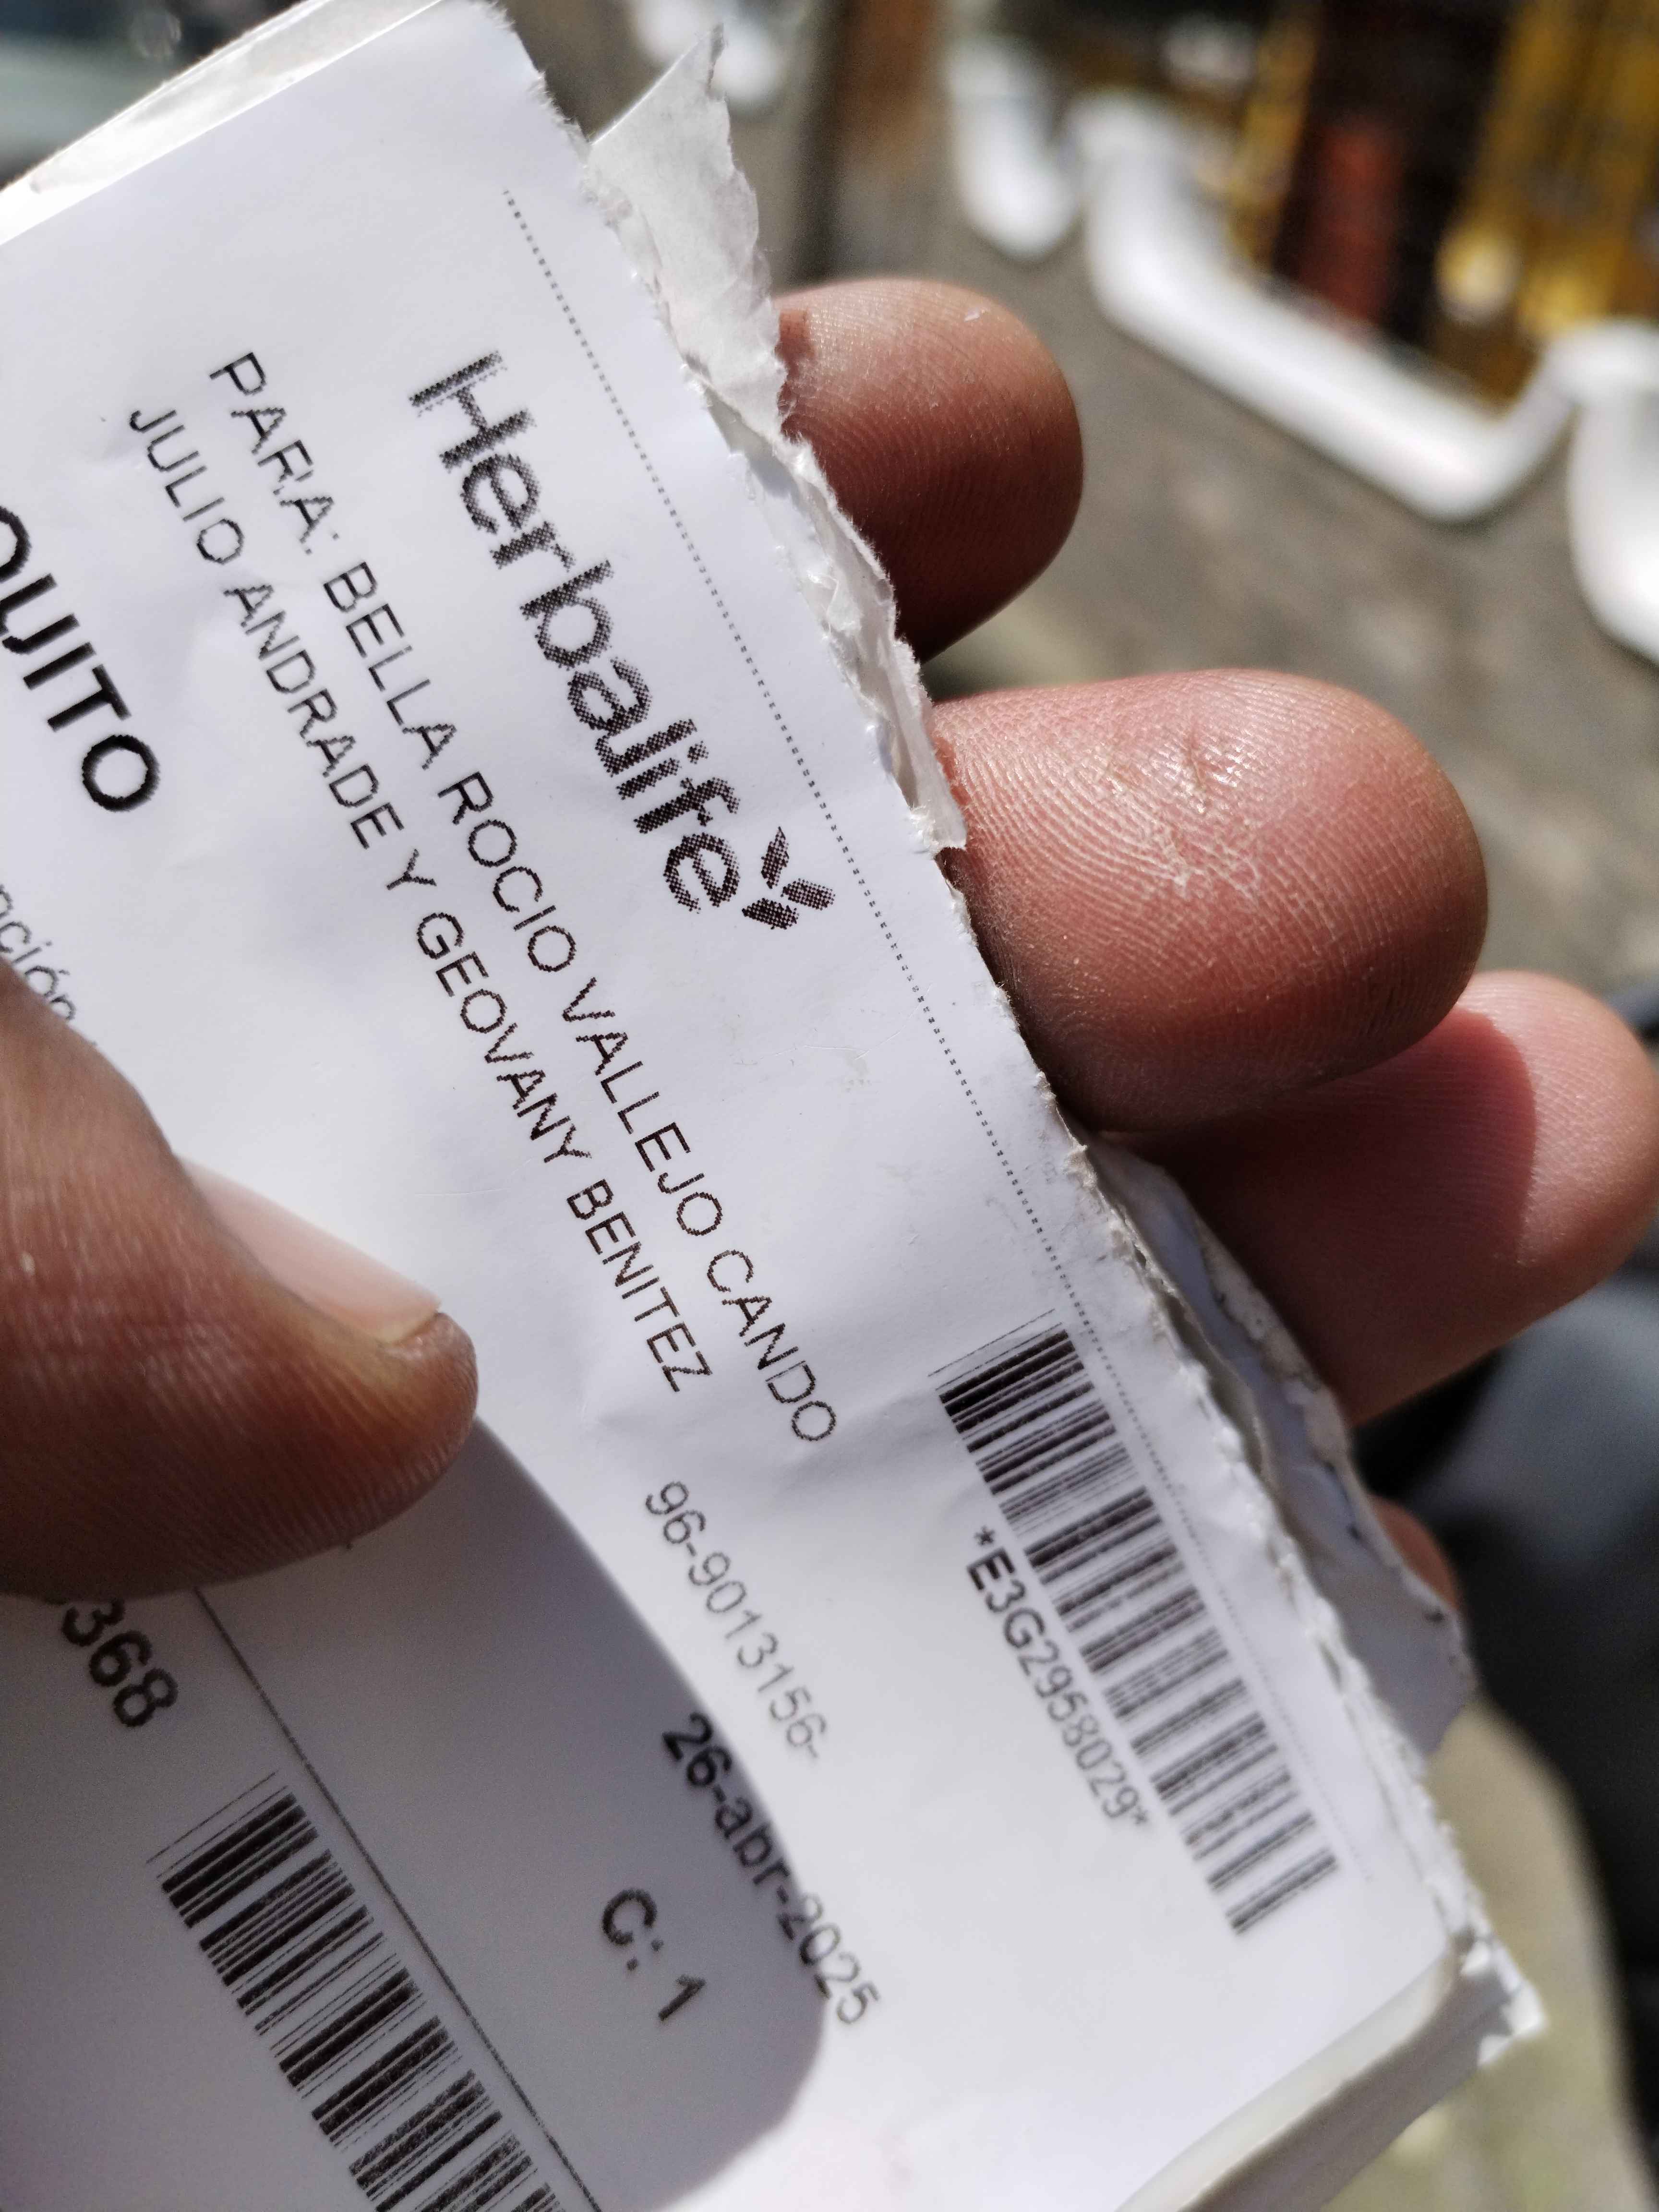 Herbalife
*E3G2958029*
PARA: BELLA ROCIO VALLEJO CANDO
96-9013156-
JULIO ANDRADE Y GEOVANY BENITEZ
26-abr-2025
C: 1
QUITO
368